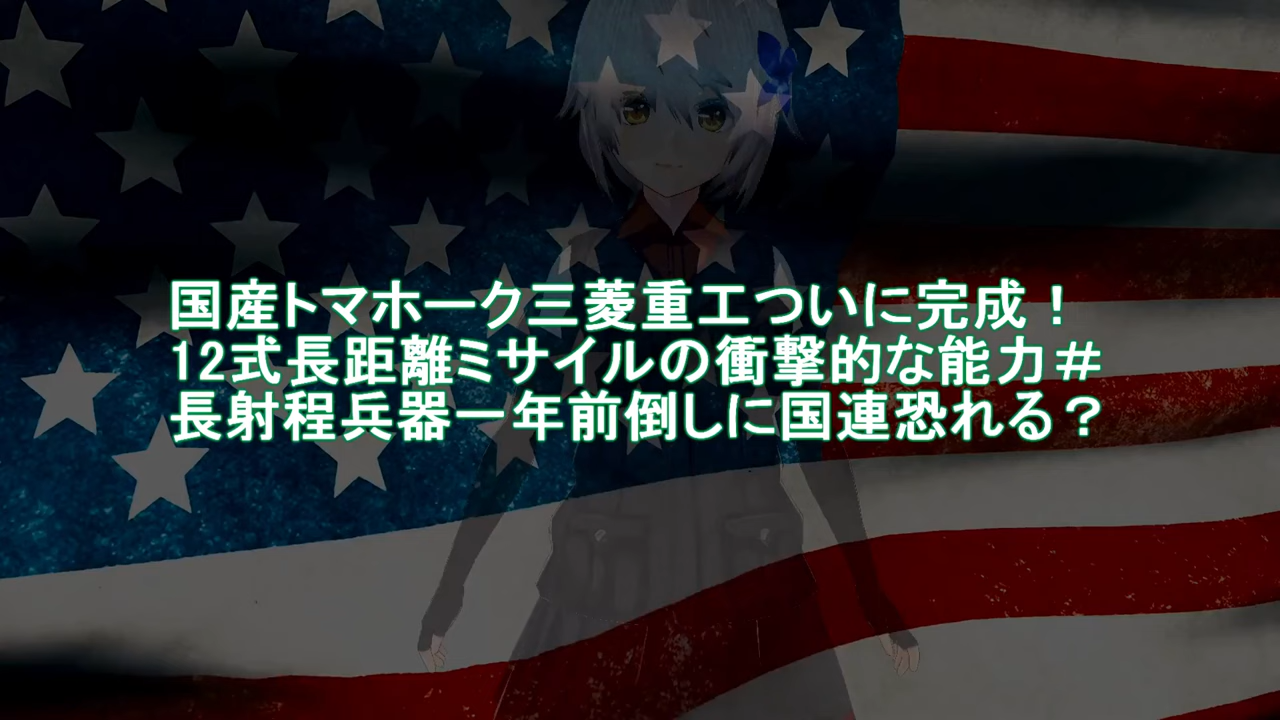 国産トマホーク三菱重工ついに完成！
12式長距離ミサイルの衝撃的な能力＃
長射程兵器一年前倒しに国連恐れる？